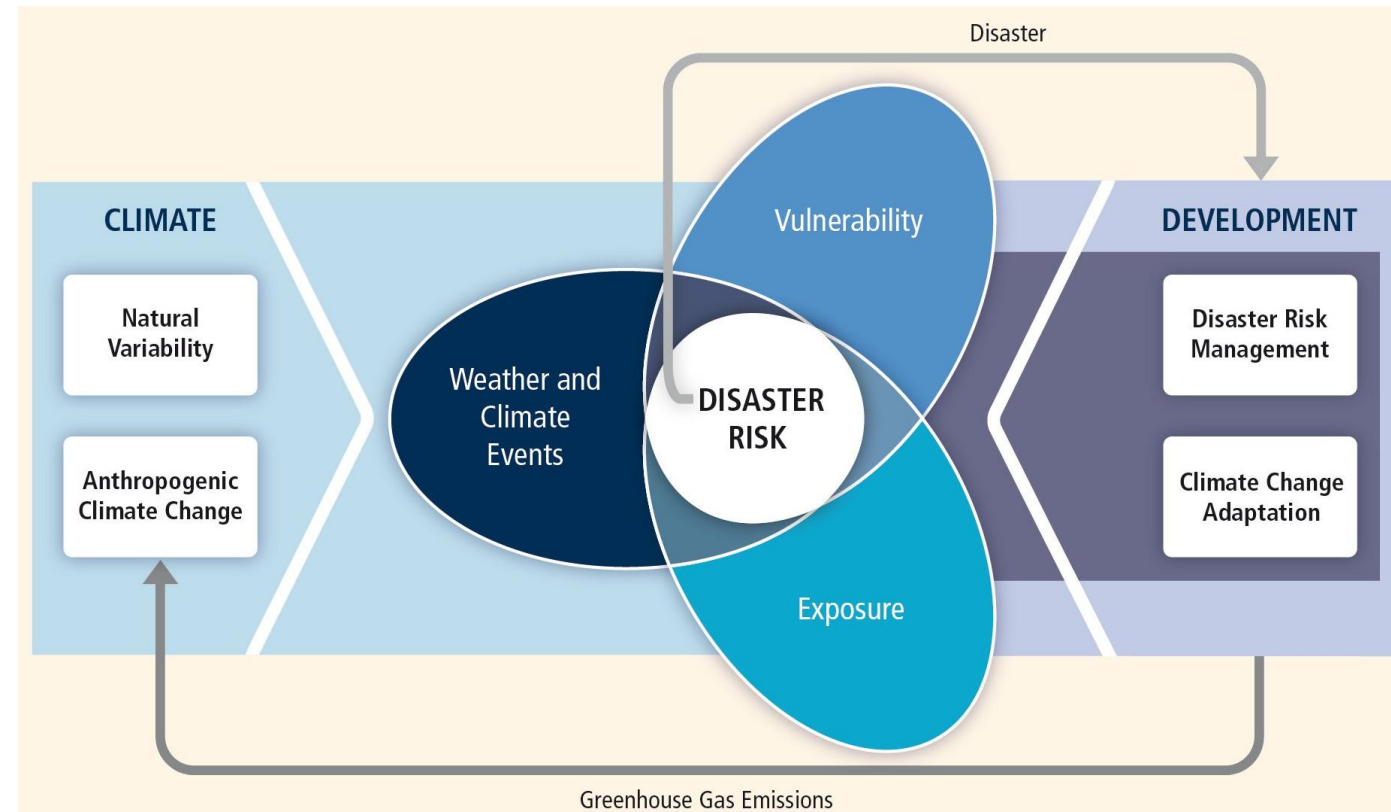 Disaster
CLIMATE
Natural
Variability
Anthropogenic
Climate Change
Weather and
Climate
Events
Vulnerability
DISASTER
RISK
Exposure
DEVELOPMENT
Disaster Risk
Management
Climate Change
Adaptation
Greenhouse Gas Emissions